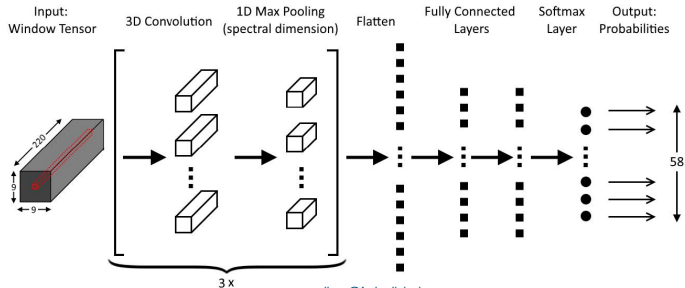 Input:
Window Tensor
3D Convolution
1D Max Pooling
(spectral dimension)
Flatten
Fully Connected
Layers
Softmax
Layer
Output:
Probabilities
220
9
9
58
3 x